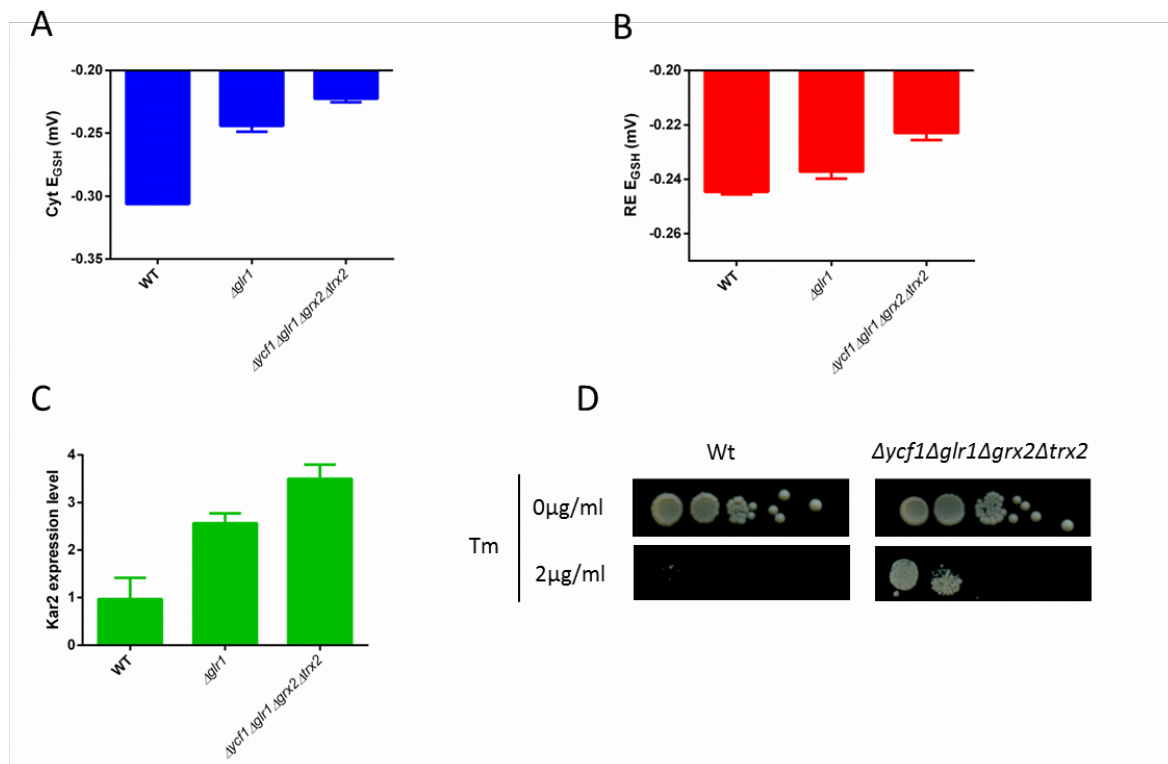 A
-0.20
-0.25
-0.30
-0.35
Cyt E_GSH (mV)
WT
Δglr1
Δycf1Δglr1Δgrx2Δtrx2
B
-0.20
-0.22
-0.24
-0.26
RE E_GSH (mV)
WT
Δglr1
Δycf1Δglr1Δgrx2Δtrx2
C
4
3
2
1
0
Kar2 expression level
WT
Δglr1
Δycf1Δglr1Δgrx2Δtrx2
D
Wt
Δycf1Δglr1Δgrx2Δtrx2
Tm
0µg/ml
2µg/ml